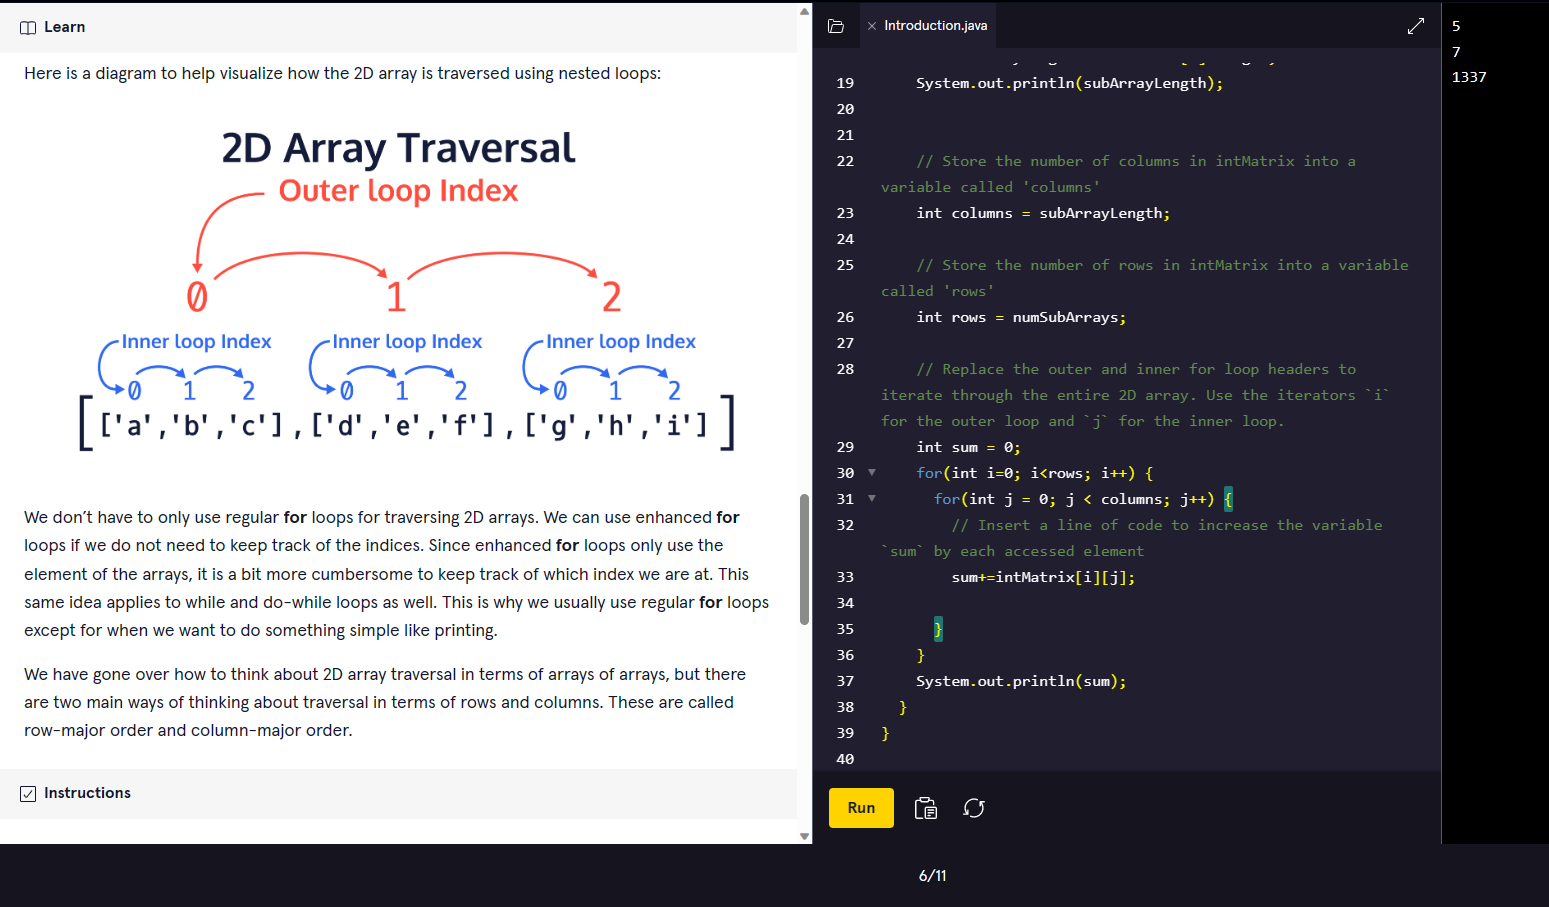 Learn
Here is a diagram to help visualize how the 2D array is traversed using nested loops:
2D Array Traversal
Outer loop Index
0 1 2
Inner loop Index Inner loop Index Inner loop Index
0 1 2 0 1 2 0 1 2
[['a','b','c'],['d','e','f'],['g','h','i']]
We don’t have to only use regular for loops for traversing 2D arrays. We can use enhanced for
loops if we do not need to keep track of the indices. Since enhanced for loops only use the
element of the arrays, it is a bit more cumbersome to keep track of which index we are at. This
same idea applies to while and do-while loops as well. This is why we usually use regular for loops
except for when we want to do something simple like printing.
We have gone over how to think about 2D array traversal in terms of arrays of arrays, but there
are two main ways of thinking about traversal in terms of rows and columns. These are called
row-major order and column-major order.
Instructions
Introduction.java
19 System.out.println(subArrayLength);
20
21
22 // Store the number of columns in intMatrix into a
variable called 'columns'
23 int columns = subArrayLength;
24
25 // Store the number of rows in intMatrix into a variable
called 'rows'
26 int rows = numSubArrays;
27
28 // Replace the outer and inner for loop headers to
iterate through the entire 2D array. Use the iterators `i`
for the outer loop and `j` for the inner loop.
29 int sum = 0;
30 for(int i=0; i<rows; i++) {
31 for(int j = 0; j < columns; j++) {
32 // Insert a line of code to increase the variable
`sum` by each accessed element
33 sum+=intMatrix[i][j];
34
35 }
36 }
37 System.out.println(sum);
38 }
39 }
40
Run
5
7
1337
6/11